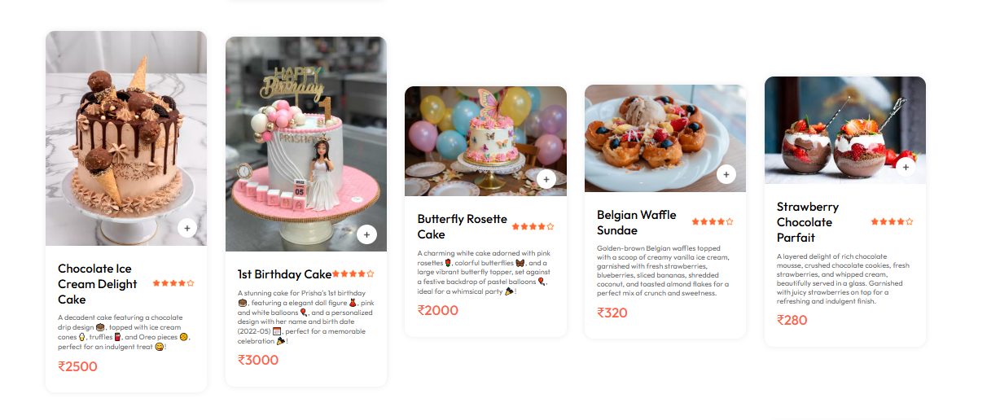 HAPPY
Birthday
1
PRISHA
2022
05
Chocolate Ice
Cream Delight
Cake
A decadent cake featuring a chocolate
drip design 🎂, topped with ice cream
cones 🍦, truffles 🍫, and Oreo pieces 🍪,
perfect for an indulgent treat 😋!
₹2500
1st Birthday Cake
A stunning cake for Prisha's 1st birthday
🎂, featuring a elegant doll figure 👗, pink
and white balloons 🎈, and a personalized
design with her name and birth date
(2022-05) 📅, perfect for a memorable
celebration 🎉!
₹3000
Butterfly Rosette
Cake
A charming white cake adorned with pink
rosettes 🌹, colorful butterflies 🦋, and a
large vibrant butterfly topper, set against
a festive backdrop of pastel balloons 🎈,
ideal for a whimsical party 🎉!
₹2000
Belgian Waffle
Sundae
Golden-brown Belgian waffles topped
with a scoop of creamy vanilla ice cream,
garnished with fresh strawberries,
blueberries, sliced bananas, shredded
coconut, and toasted almond flakes for a
perfect mix of crunch and sweetness.
₹320
Strawberry
Chocolate
Parfait
A layered delight of rich chocolate
mousse, crushed chocolate cookies, fresh
strawberries, and whipped cream,
beautifully served in a glass. Garnished
with juicy strawberries on top for a
refreshing and indulgent finish.
₹280